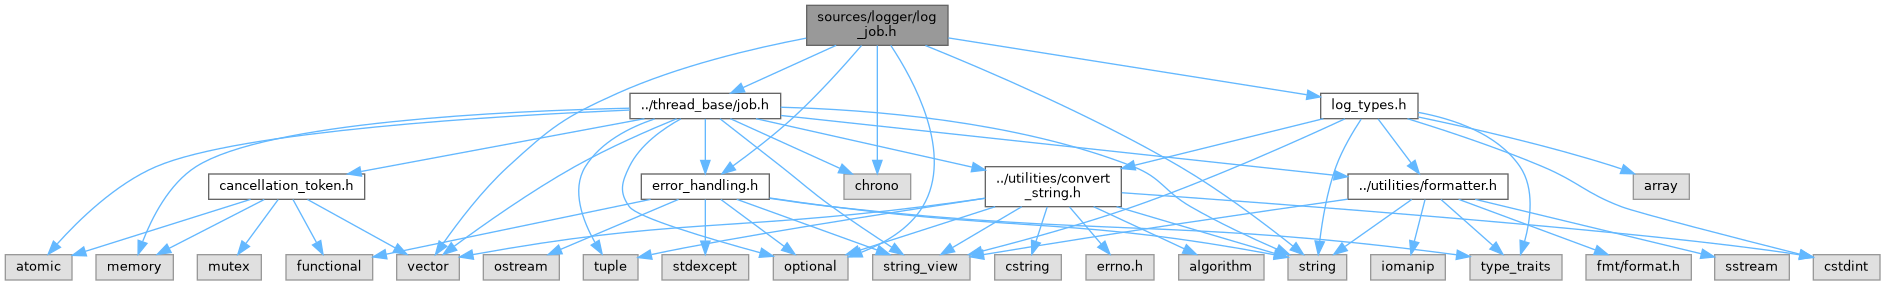 sources/logger/log
_job.h
../thread_base/job.h
log_types.h
cancellation_token.h
error_handling.h
chrono
../utilities/convert
_string.h
../utilities/formatter.h
array
atomic
memory
mutex
functional
vector
ostream
tuple
stdexcept
optional
string_view
cstring
errno.h
algorithm
string
iomanip
type_traits
fmt/format.h
sstream
cstdint